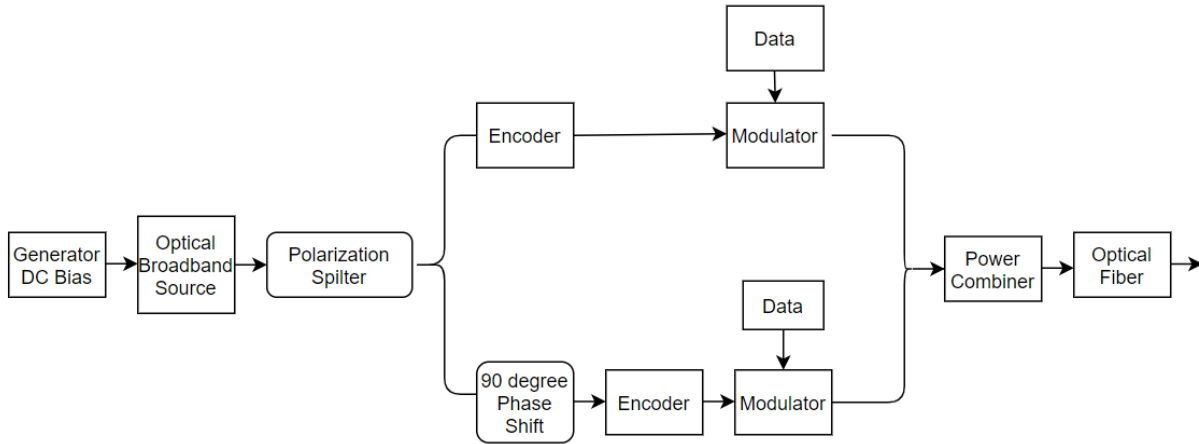 Data
Encoder
Modulator
Generator
DC Bias
Optical
Broadband
Source
Polarization
Spilter
Power
Combiner
Optical
Fiber
Data
90 degree
Phase
Shift
Encoder
Modulator